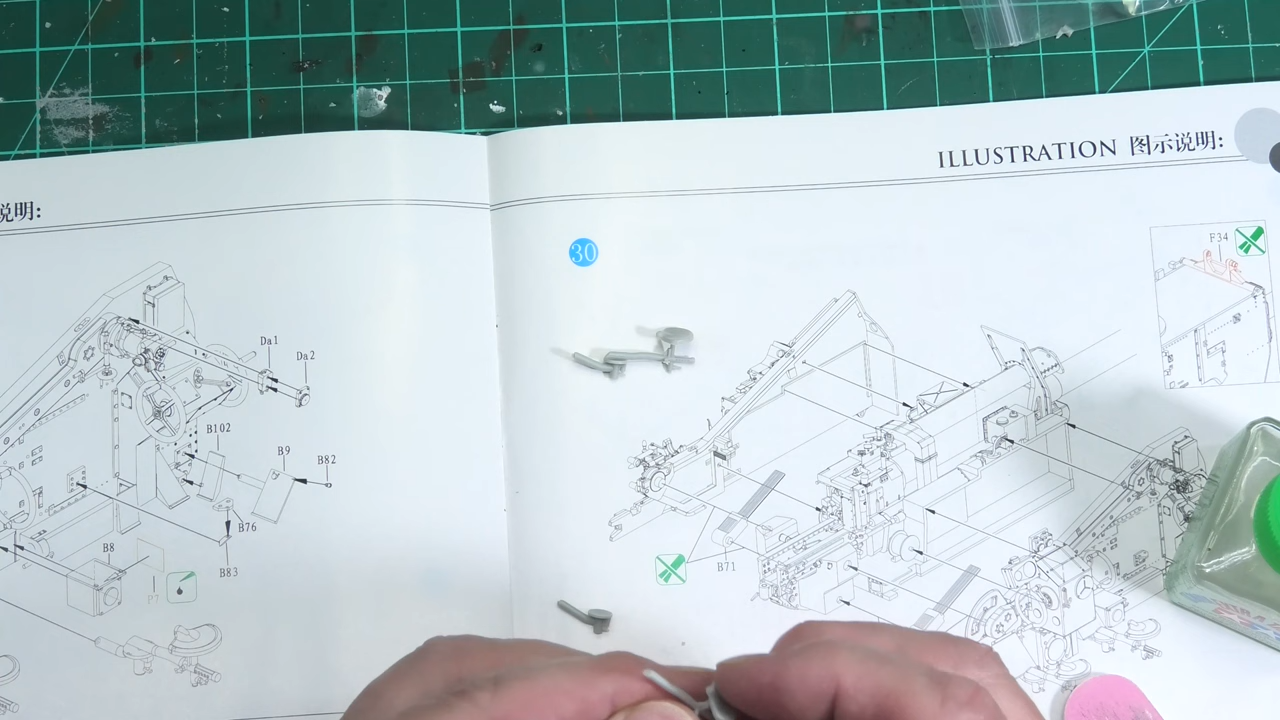 ILLUSTRATION 图示说明:
说明:
30
F34
Da1
Da2
B102
B9
B82
B76
B8
B83
P7
B71